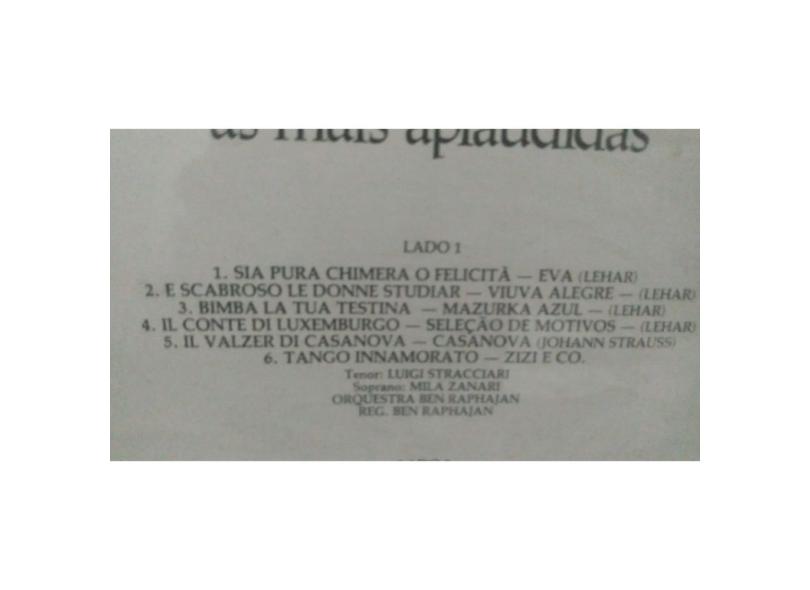 as mais aplaudidas
LADO 1
1. SIA PURA CHIMERA O FELICITÀ — EVA (LEHAR)
2. E SCABROSO LE DONNE STUDIAR — VIUVA ALEGRE — (LEHAR)
3. BIMBA LA TUA TESTINA — MAZURKA AZUL — (LEHAR)
4. IL CONTE DI LUXEMBURGO — SELEÇÃO DE MOTIVOS — (LEHAR)
5. IL VALZER DI CASANOVA — CASANOVA (JOHANN STRAUSS)
6. TANGO INNAMORATO — ZIZI E CO.
Tenor: LUIGI STRACCIARI
Soprano: MILA ZANARI
ORQUESTRA BEN RAPHAJAN
REG. BEN RAPHAJAN